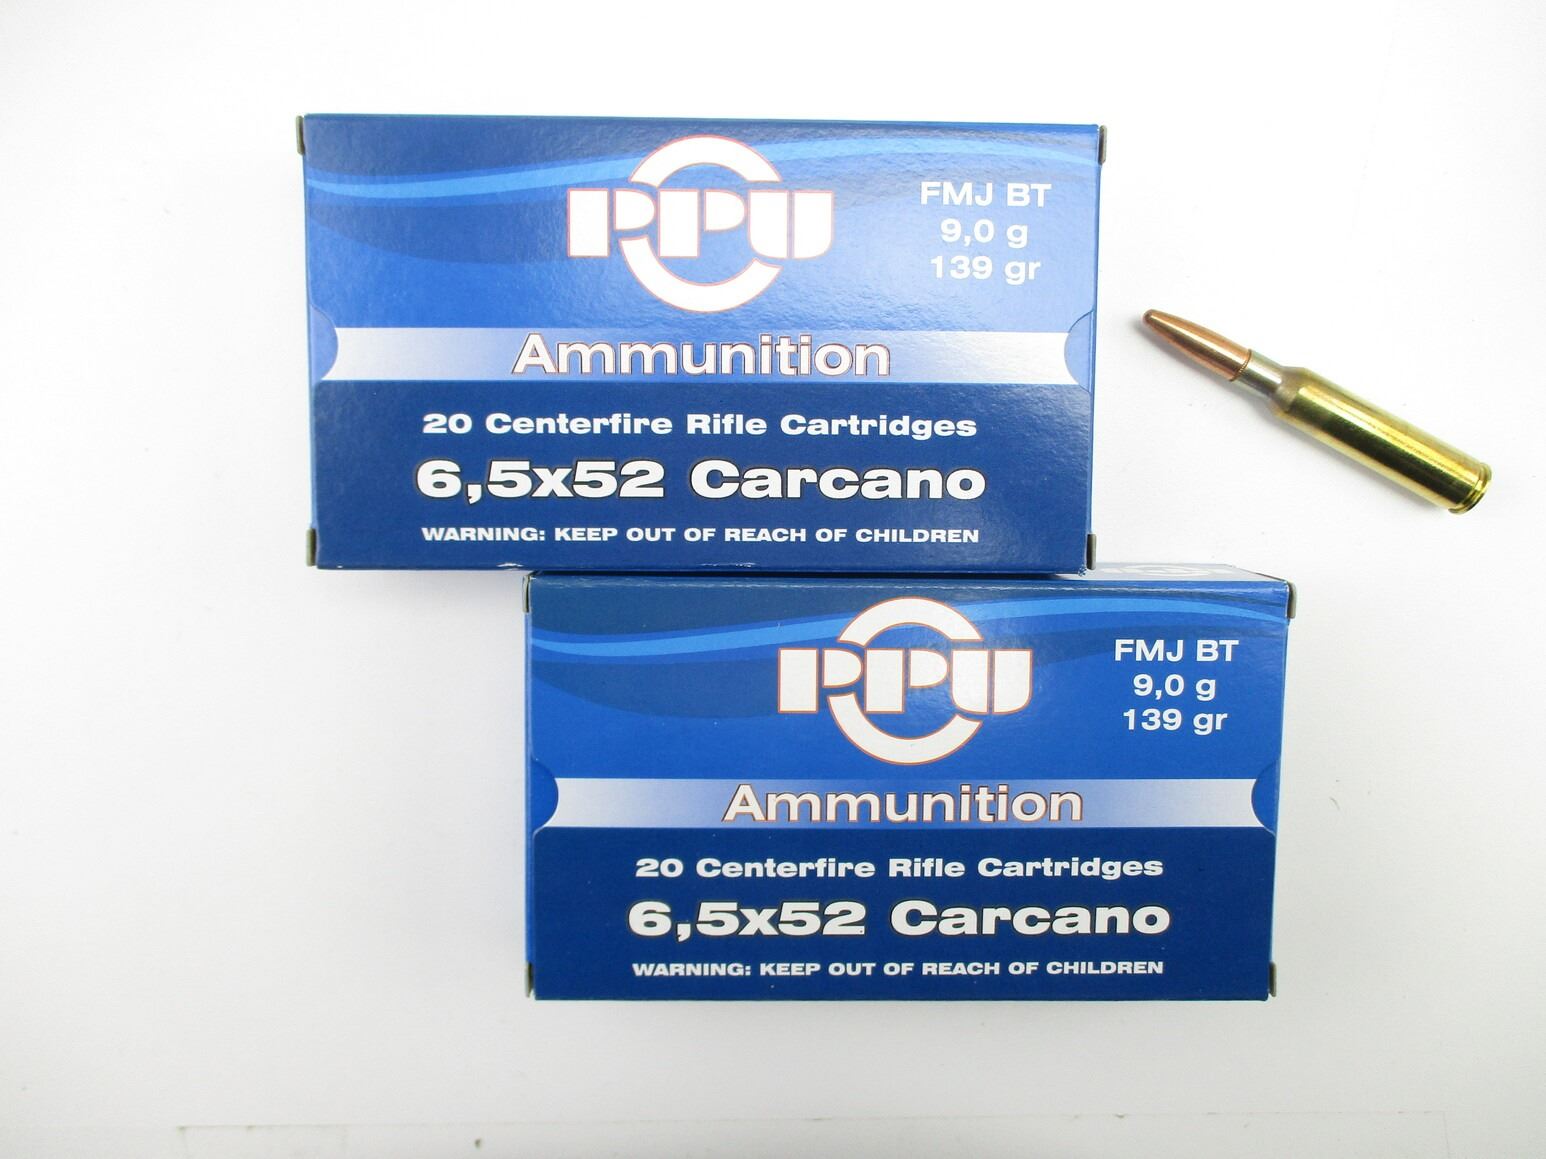 PPU
FMJ BT
9,0 g
139 gr
Ammunition
20 Centerfire Rifle Cartridges
6,5x52 Carcano
WARNING: KEEP OUT OF REACH OF CHILDREN
PPU
FMJ BT
9,0 g
139 gr
Ammunition
20 Centerfire Rifle Cartridges
6,5x52 Carcano
WARNING: KEEP OUT OF REACH OF CHILDREN